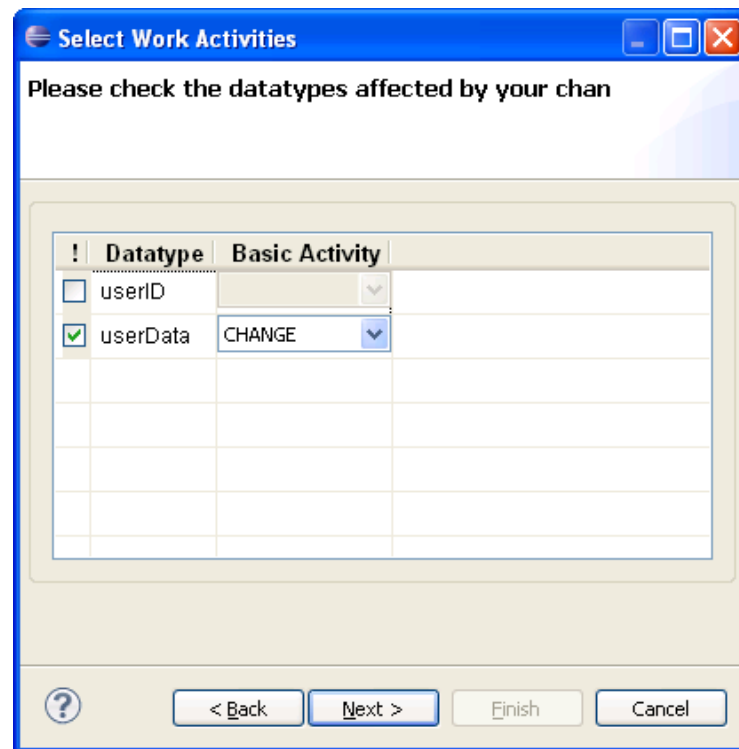 Select Work Activities
Please check the datatypes affected by your chan
! Datatype Basic Activity
userID
userData CHANGE
? < Back Next > Finish Cancel